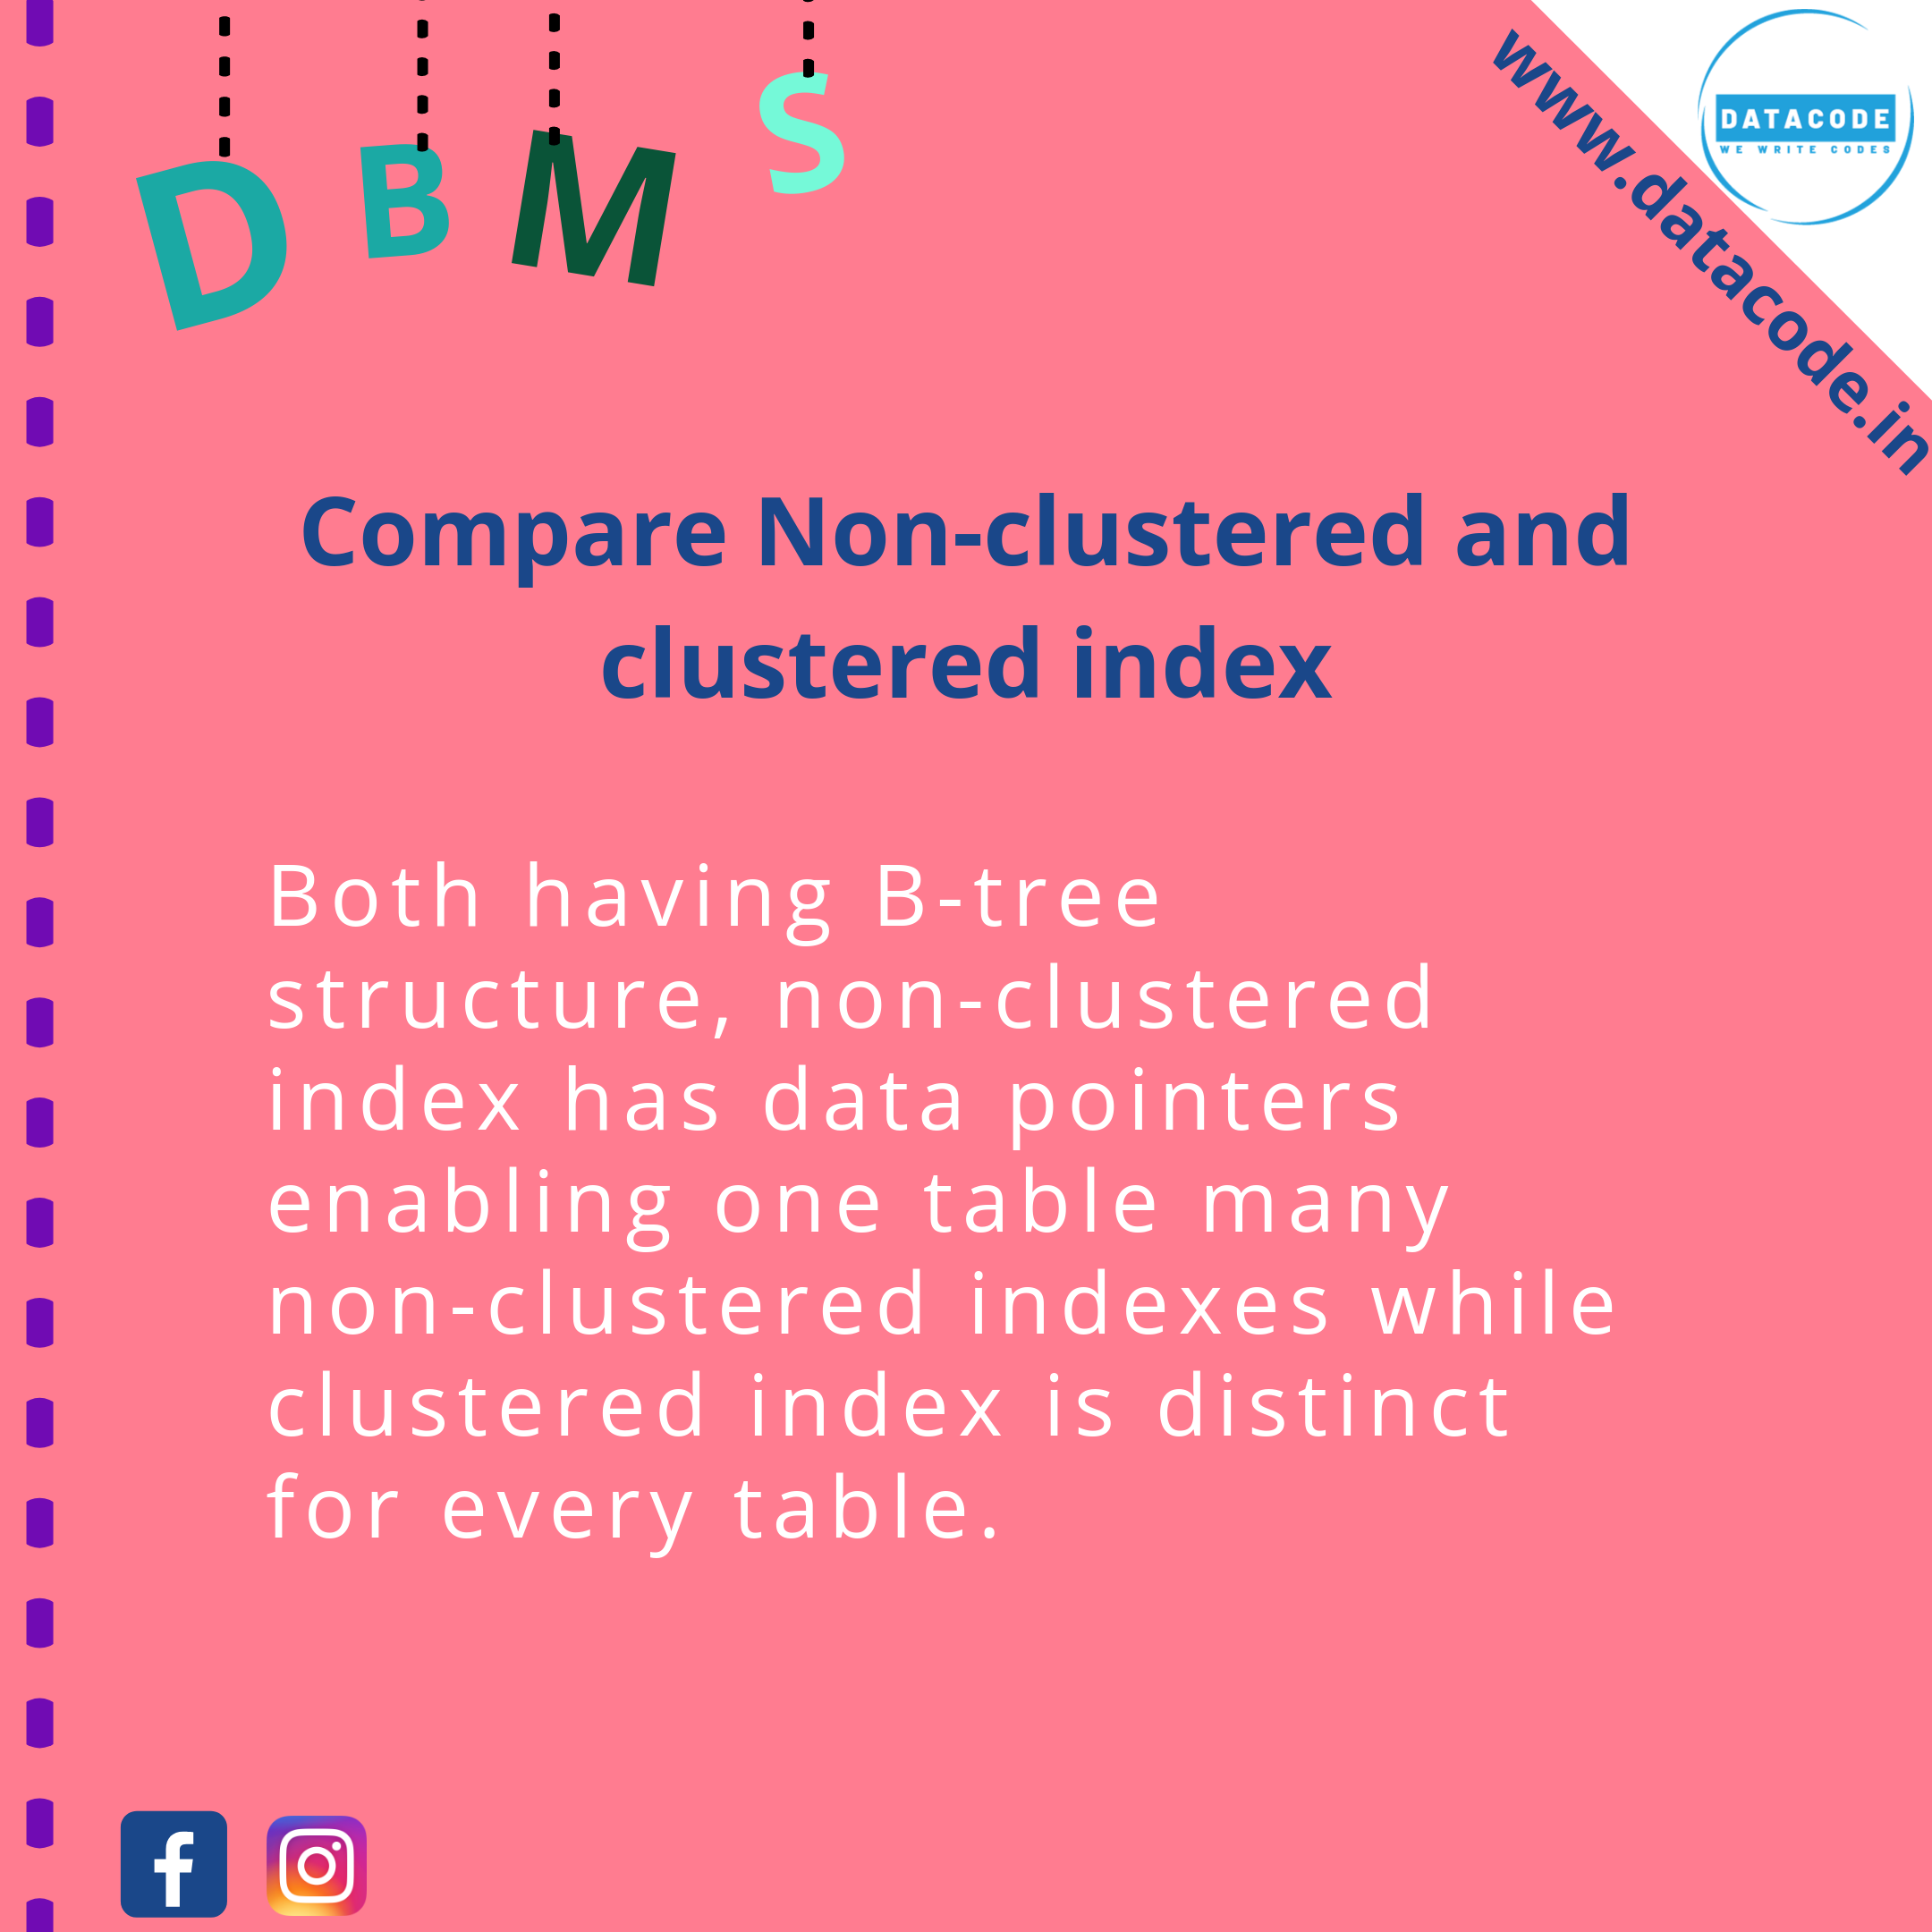 D B M S
DATACODE
WE WRITE CODES
www.datacode.in
Compare Non-clustered and
clustered index
Both having B-tree
structure, non-clustered
index has data pointers
enabling one table many
non-clustered indexes while
clustered index is distinct
for every table.
f